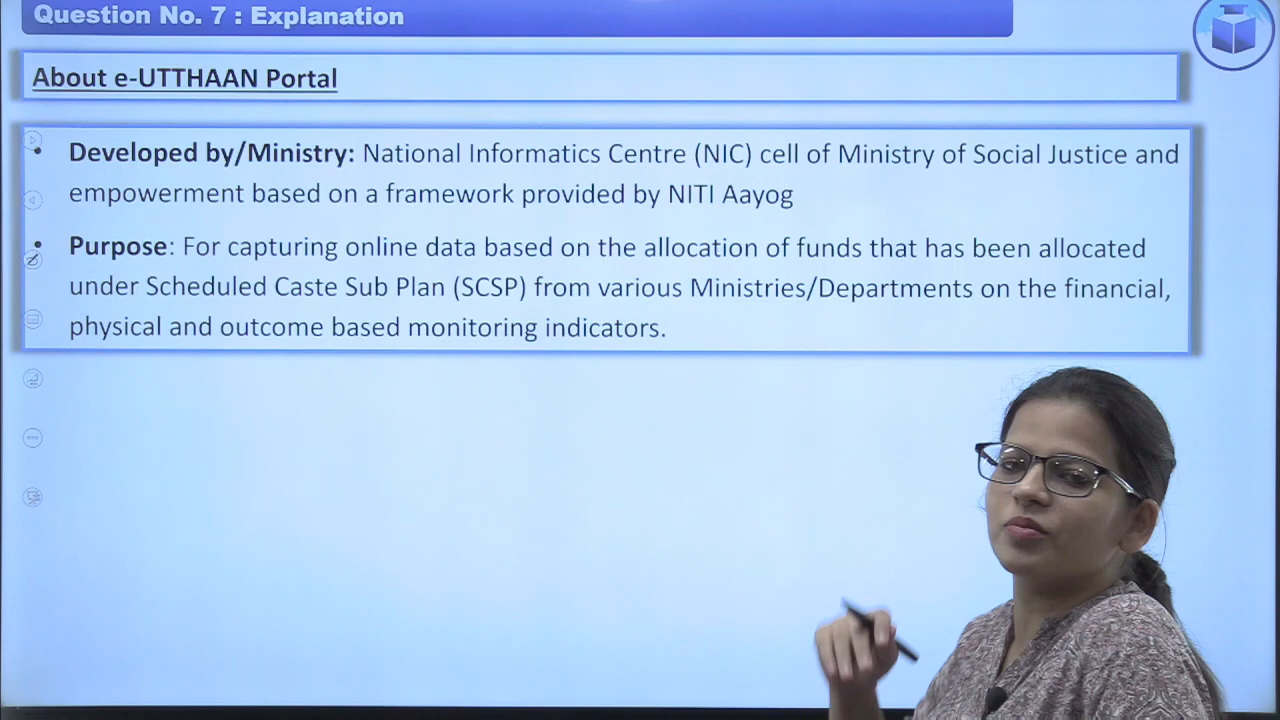 Question No. 7 : Explanation
About e-UTTHAAN Portal
• Developed by/Ministry: National Informatics Centre (NIC) cell of Ministry of Social Justice and
empowerment based on a framework provided by NITI Aayog
• Purpose: For capturing online data based on the allocation of funds that has been allocated
under Scheduled Caste Sub Plan (SCSP) from various Ministries/Departments on the financial,
physical and outcome based monitoring indicators.